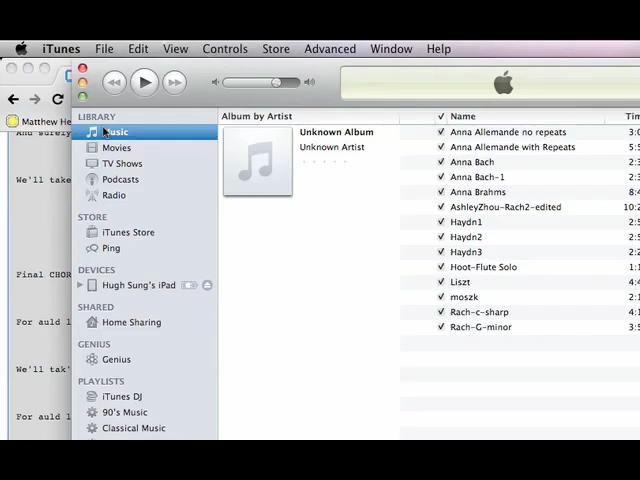 iTunes File Edit View Controls Store Advanced Window Help
Matthew He
And surely
We'll take
Final CHOR
For auld l
We'll tak'
For auld l
LIBRARY
Music
Movies
TV Shows
Podcasts
Radio
STORE
iTunes Store
Ping
DEVICES
Hugh Sung's iPad
SHARED
Home Sharing
GENIUS
Genius
PLAYLISTS
iTunes DJ
90's Music
Classical Music
Album by Artist
Unknown Album
Unknown Artist
Name
Anna Allemande no repeats
Anna Allemande with Repeats
Anna Bach
Anna Bach-1
Anna Brahms
AshleyZhou-Rach2-edited
Haydn1
Haydn2
Haydn3
Hoot-Flute Solo
Liszt
moszk
Rach-c-sharp
Rach-G-minor